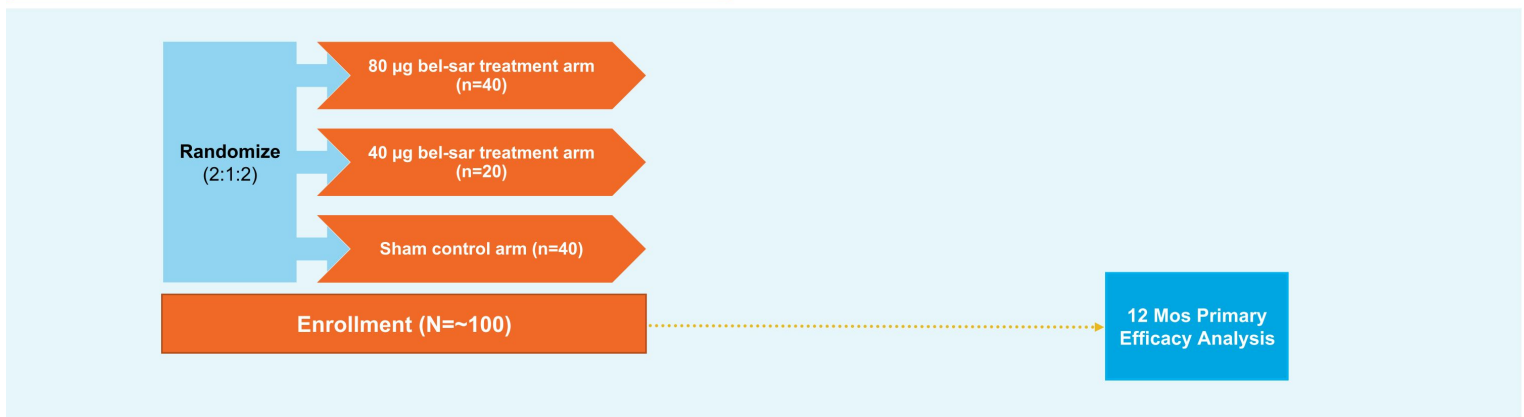 Randomize
(2:1:2)
80 µg bel-sar treatment arm
(n=40)
40 µg bel-sar treatment arm
(n=20)
Sham control arm (n=40)
Enrollment (N=~100)
12 Mos Primary
Efficacy Analysis